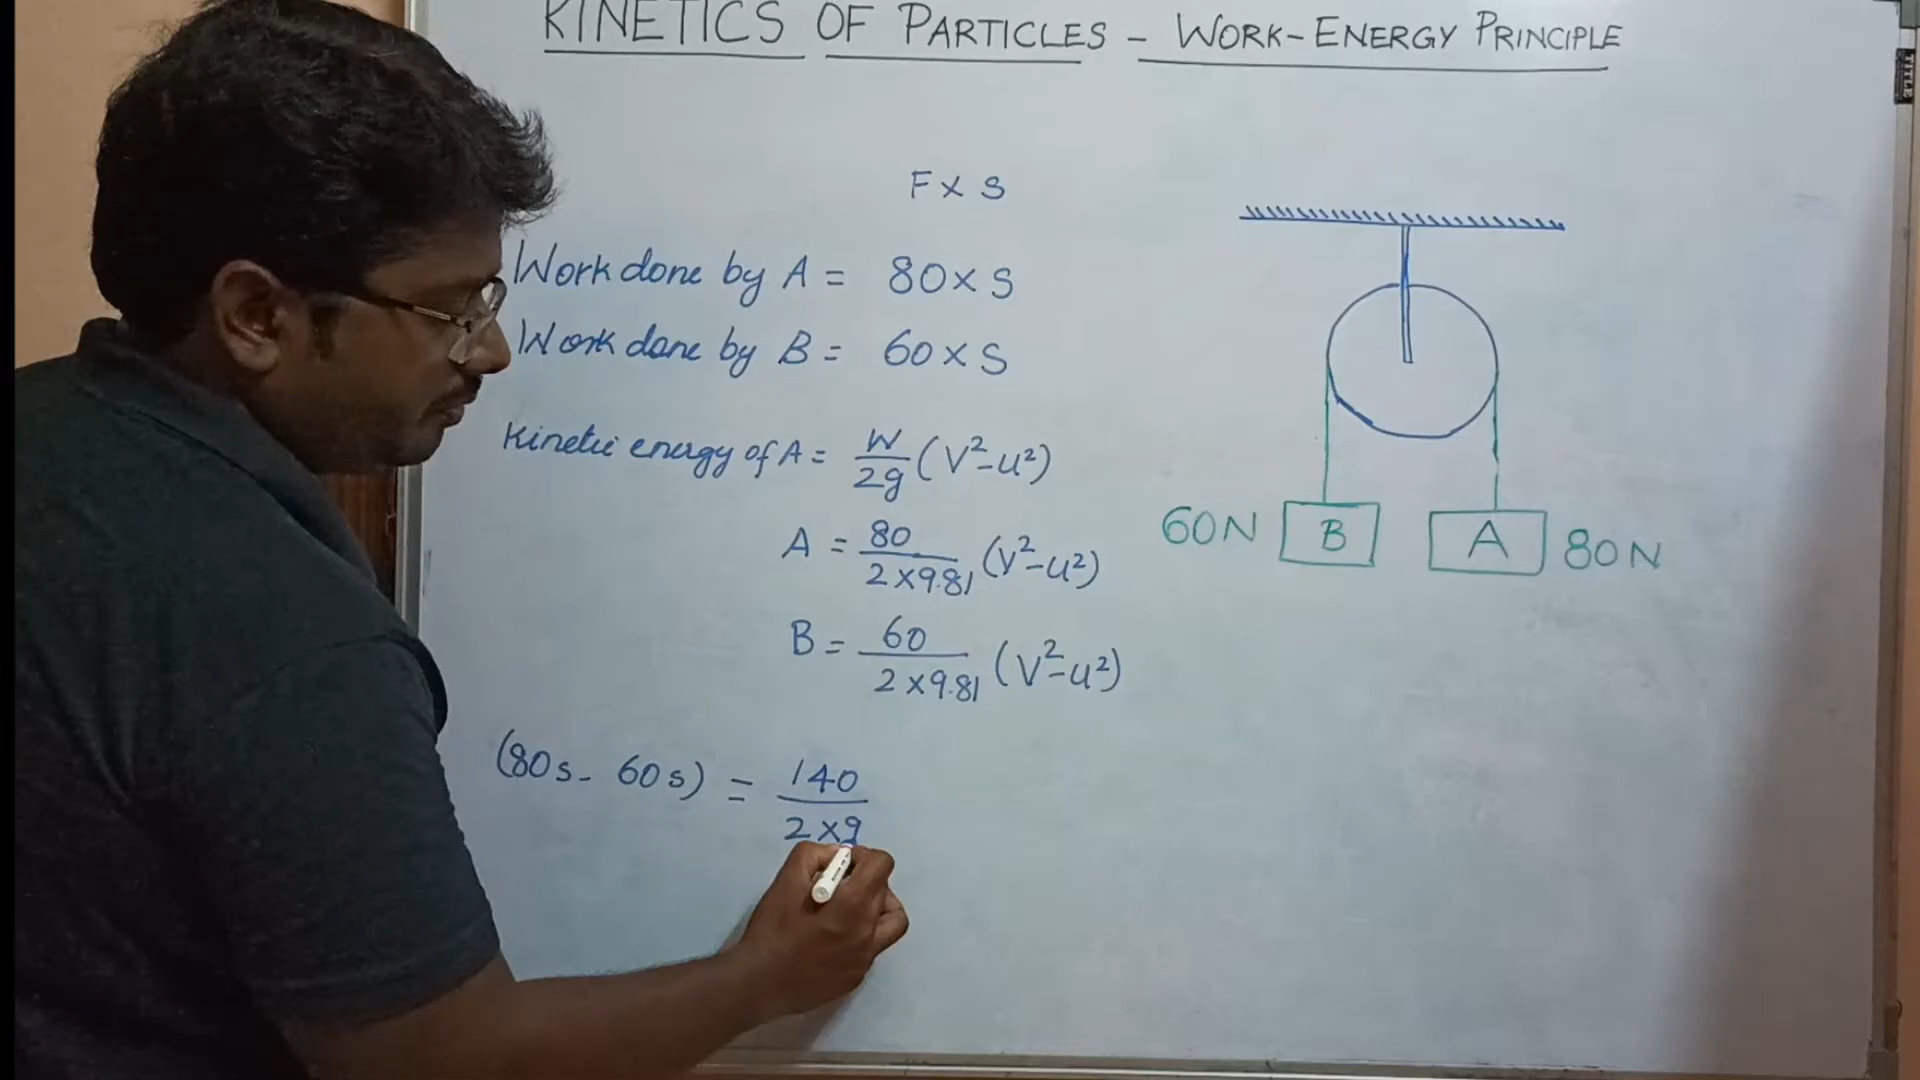 KINETICS OF PARTICLES - WORK-ENERGY PRINCIPLE
F x s
Work done by A = 80 x s
Work done by B = 60 x s
Kinetic energy of A = W/2g (V²-u²)
A = 80/2 x 9.81 (V²-u²)
B = 60/2 x 9.81 (V²-u²)
(80s - 60s) = 140/2 x 9
60N B A 80N
TITLE